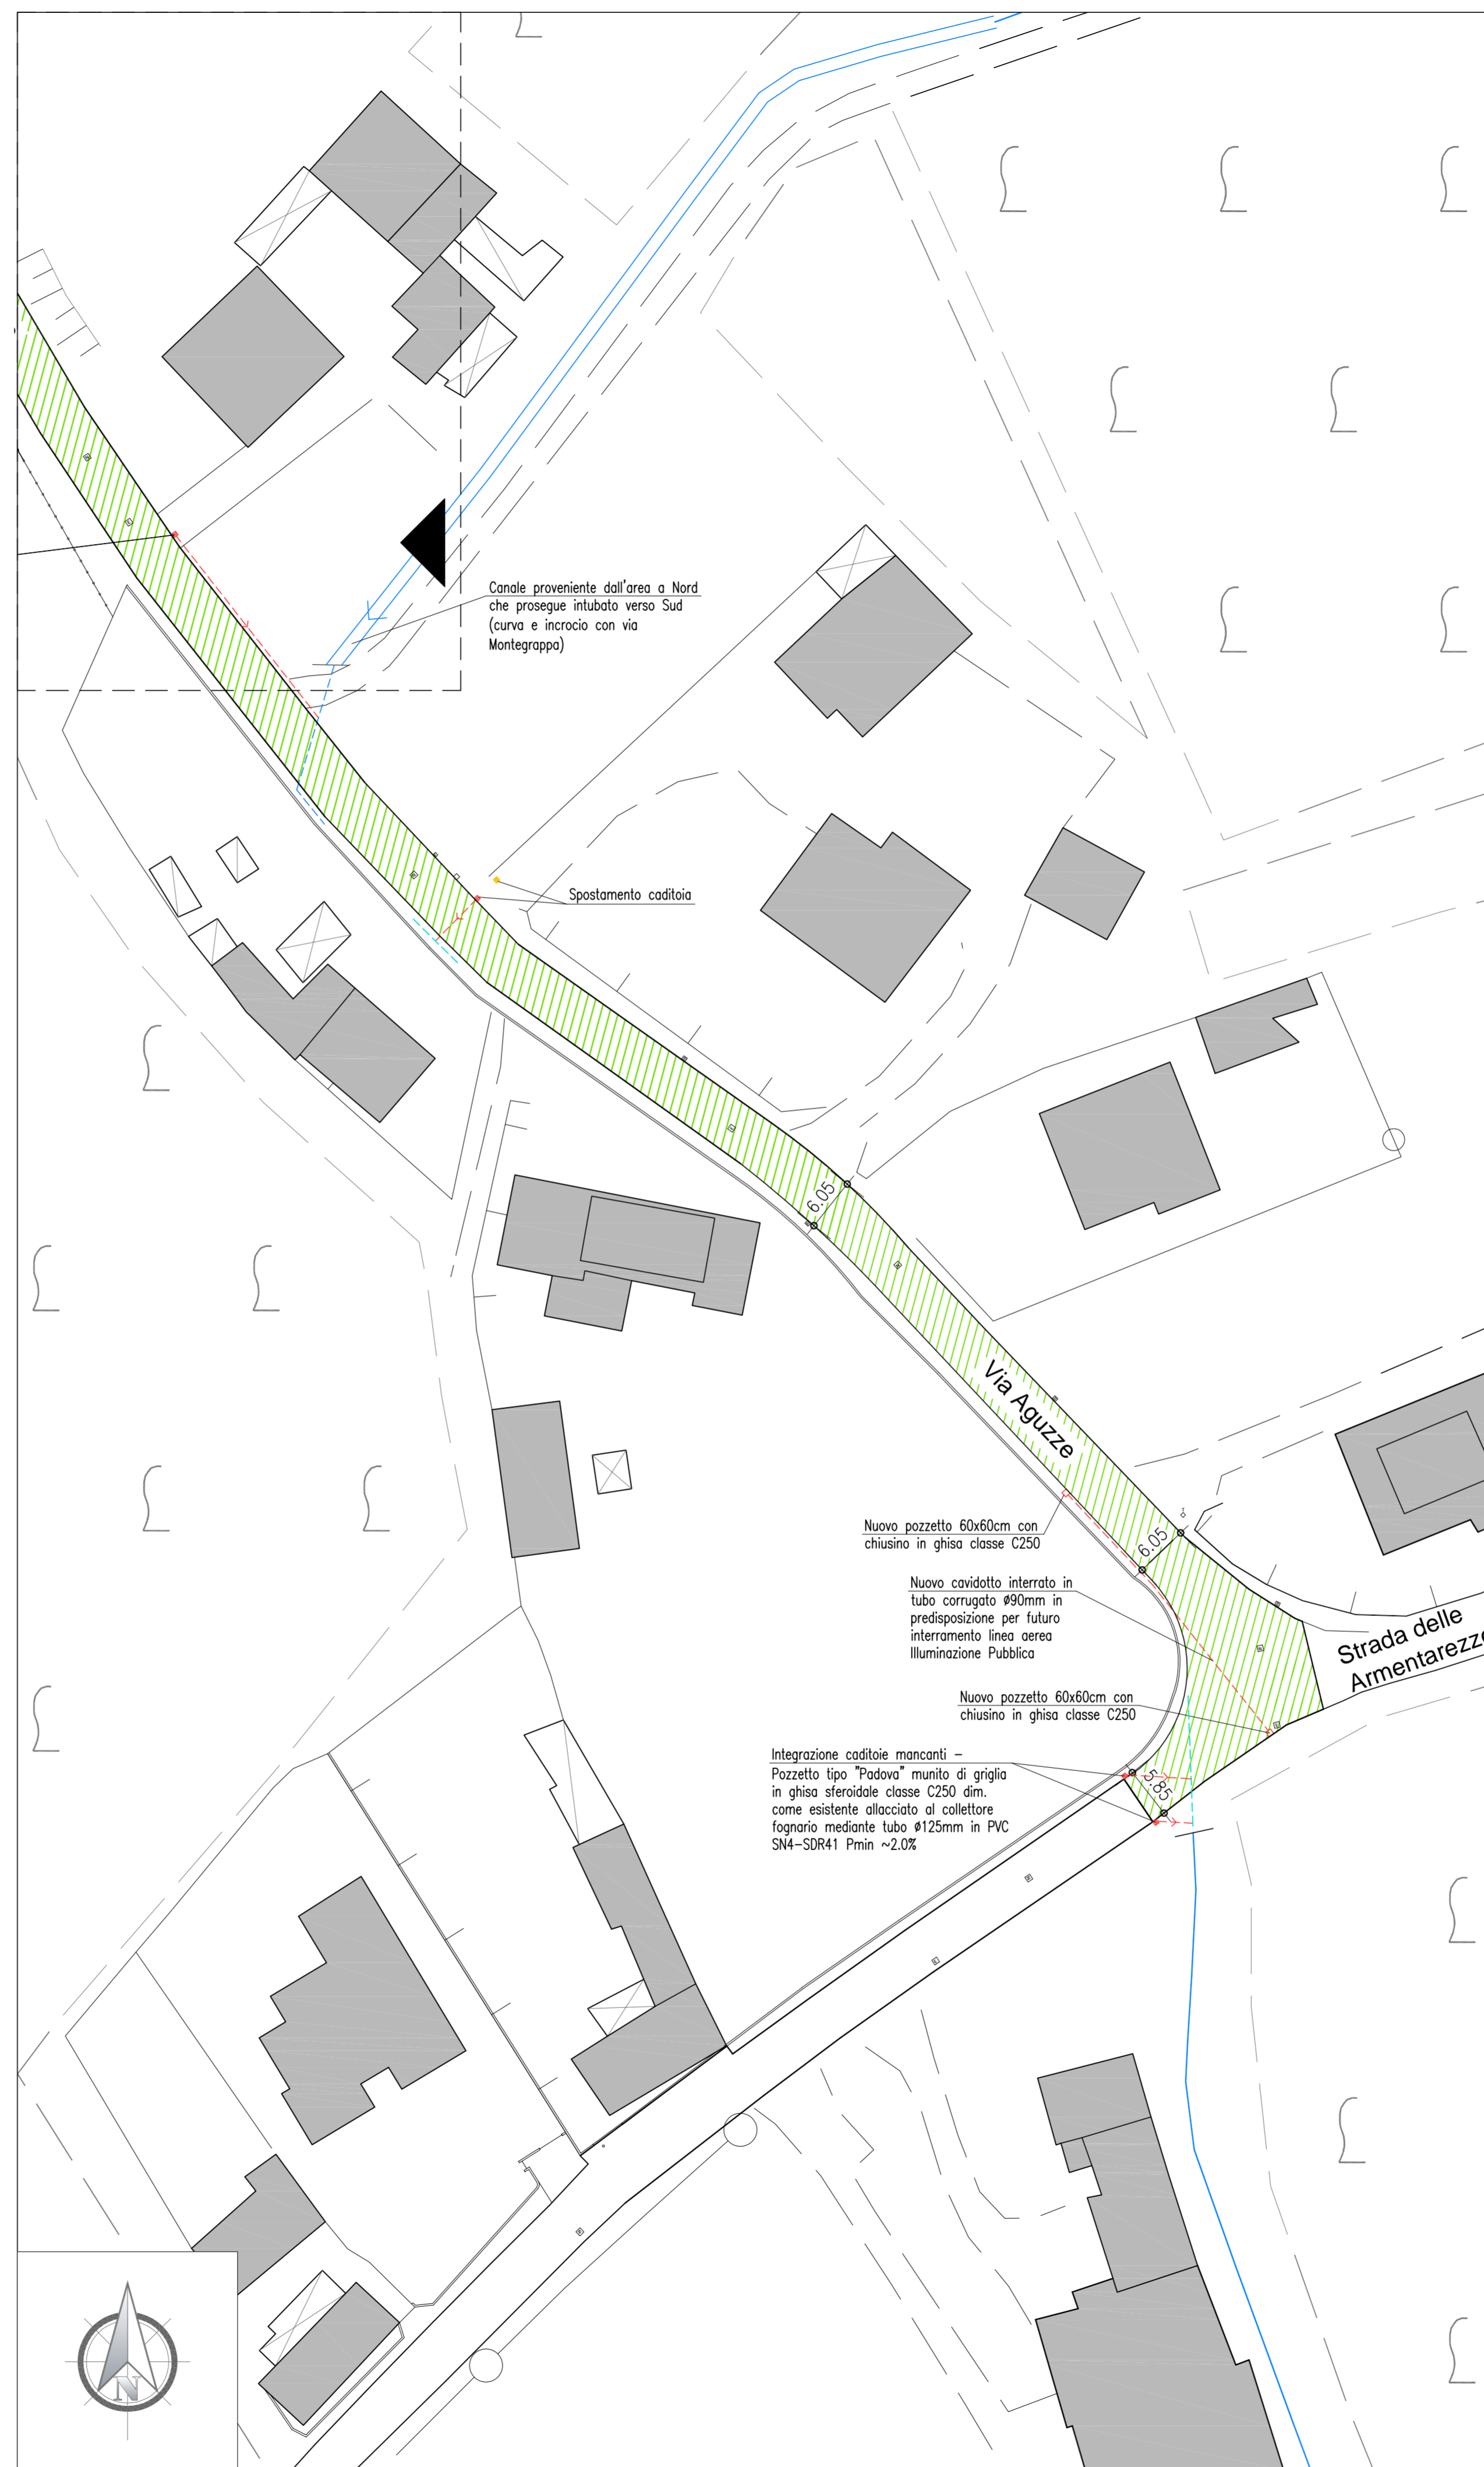 Canale proveniente dall'area a Nord
che prosegue intubato verso Sud
(curva e incrocio con via
Montegrappa)
Spostamento caditoia
6.05
Via Aguzze
Nuovo pozzetto 60x60cm con
chiusino in ghisa classe C250
6.05
Nuovo cavidotto interrato in
tubo corrugato ø90mm in
predisposizione per futuro
interramento linea aerea
Illuminazione Pubblica
Strada delle
Armentarezze
Nuovo pozzetto 60x60cm con
chiusino in ghisa classe C250
Integrazione caditoie mancanti –
Pozzetto tipo "Padova" munito di griglia
in ghisa sferoidale classe C250 dim.
come esistente allacciato al collettore
fognario mediante tubo ø125mm in PVC
SN4–SDR41 Pmin ~2.0%
5.85
N